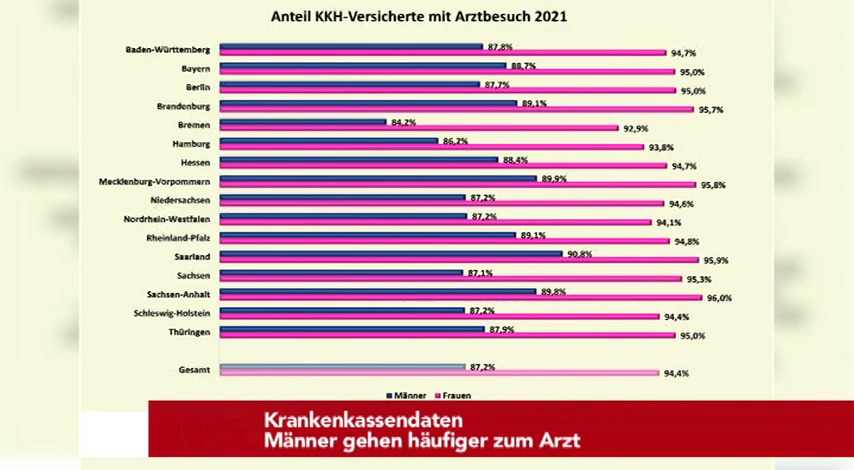 Anteil KKH-Versicherte mit Arztbesuch 2021
Baden-Württemberg 87,8% 94,7%
Bayern 88,7% 95,0%
Berlin 87,7% 95,0%
Brandenburg 89,1% 95,7%
Bremen 84,2% 92,9%
Hamburg 86,2% 93,8%
Hessen 88,4% 94,7%
Mecklenburg-Vorpommern 89,9% 95,8%
Niedersachsen 87,2% 94,6%
Nordrhein-Westfalen 87,2% 94,1%
Rheinland-Pfalz 89,1% 94,8%
Saarland 90,8% 95,9%
Sachsen 87,1% 95,3%
Sachsen-Anhalt 89,8% 96,0%
Schleswig-Holstein 87,2% 94,4%
Thüringen 87,9% 95,0%
Gesamt 87,2% 94,4%
Männer Frauen
Krankenkassendaten
Männer gehen häufiger zum Arzt